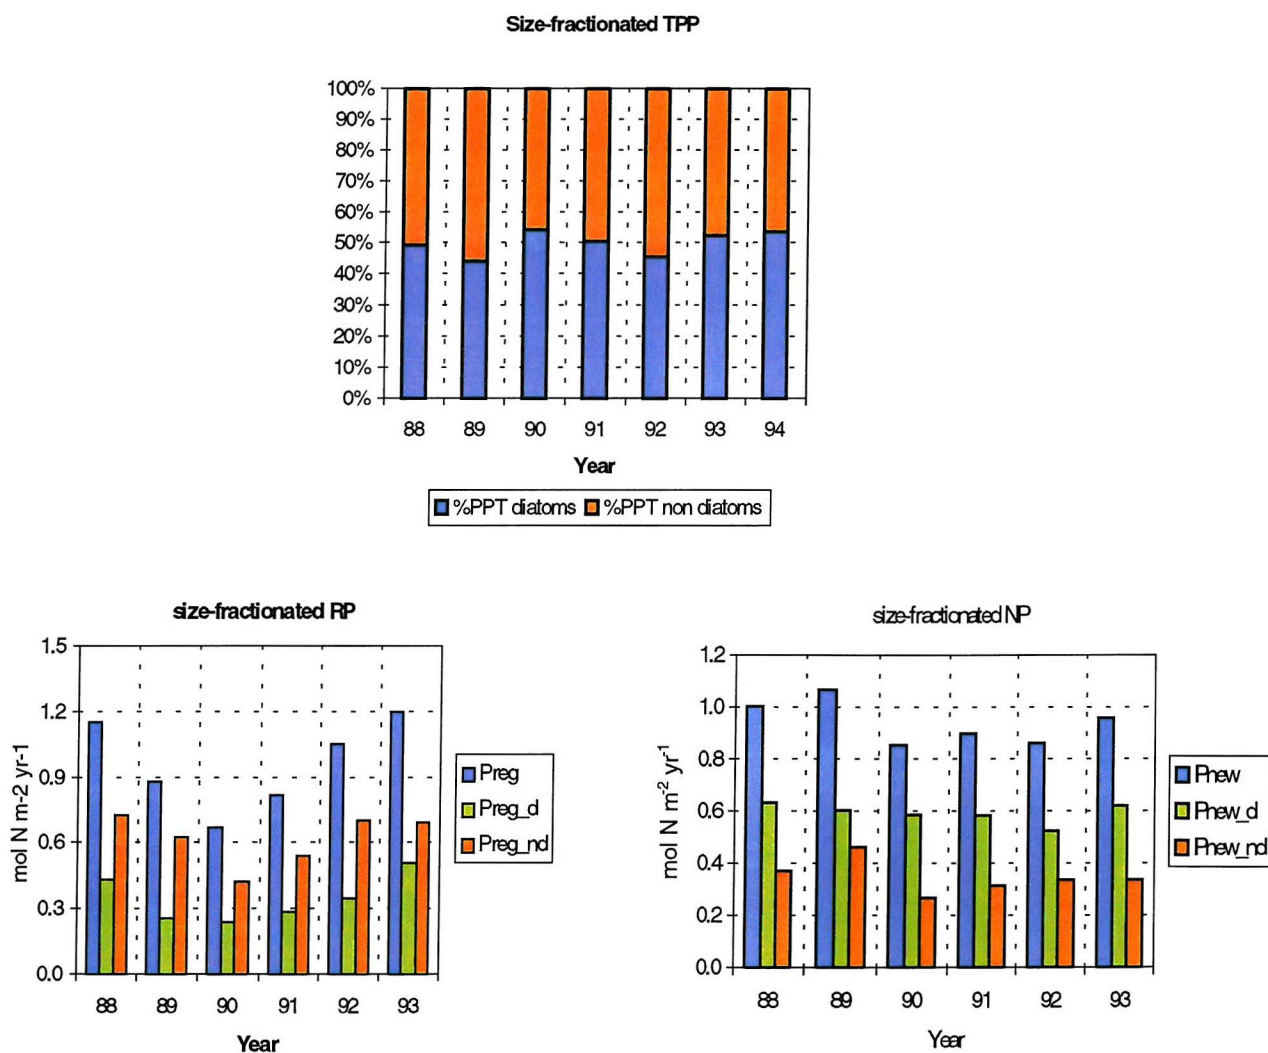 Size-fractionated TPP
100%
90%
80%
70%
60%
50%
40%
30%
20%
10%
0%
88 89 90 91 92 93 94
Year
%PPT diatoms %PPT non diatoms
size-fractionated RP
1.5
1.2
0.9
0.6
0.3
0.0
mol N m-2 yr-1
88 89 90 91 92 93
Year
Preg
Preg_d
Preg_nd
size-fractionated NP
1.2
1.0
0.8
0.6
0.4
0.2
0.0
mol N m⁻² yr⁻¹
88 89 90 91 92 93
Year
Pnew
Pnew_d
Pnew_nd